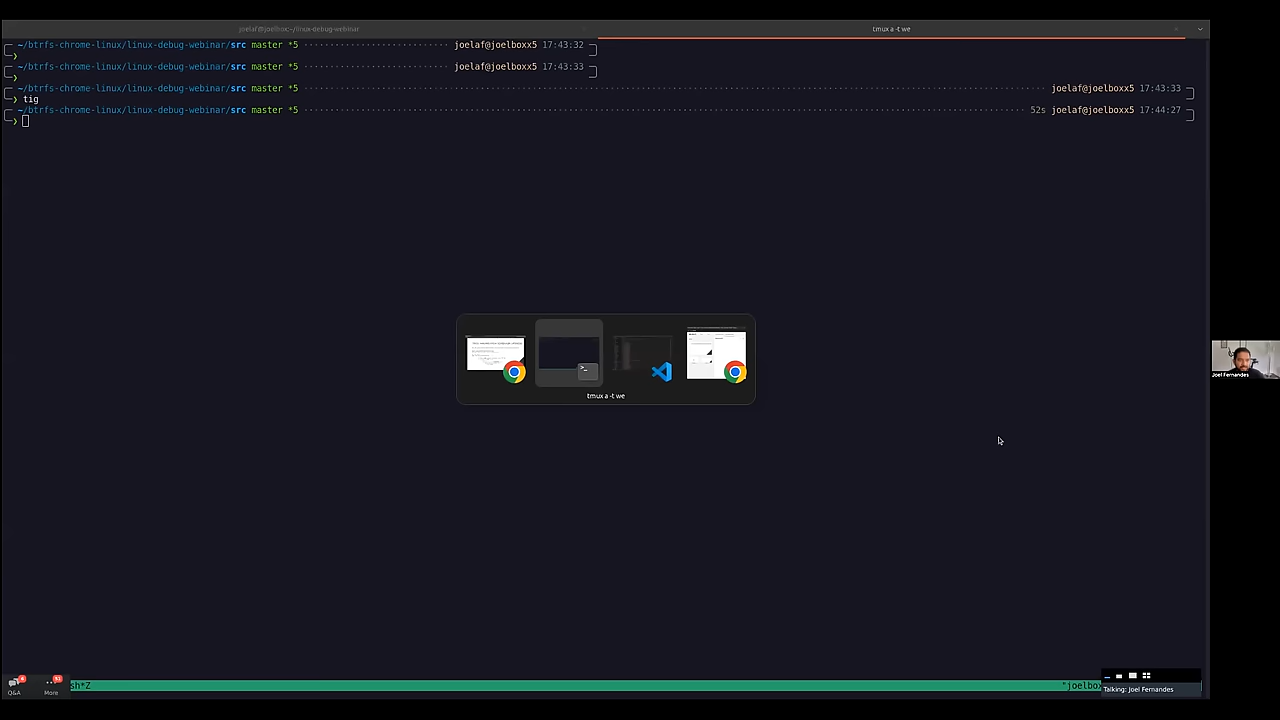 joelaf@joelbox:~/linux-debug-webinar
tmux a -t we
~/btrfs-chrome-linux/linux-debug-webinar/src master *5 joelaf@joelboxx5 17:43:32
❯
~/btrfs-chrome-linux/linux-debug-webinar/src master *5 joelaf@joelboxx5 17:43:33
❯
~/btrfs-chrome-linux/linux-debug-webinar/src master *5 joelaf@joelboxx5 17:43:33
❯ tig
~/btrfs-chrome-linux/linux-debug-webinar/src master *5 52s joelaf@joelboxx5 17:44:27
❯
tmux a -t we
Joel Fernandes
Q&A
More
sh*Z
"joelbo
Talking: Joel Fernandes